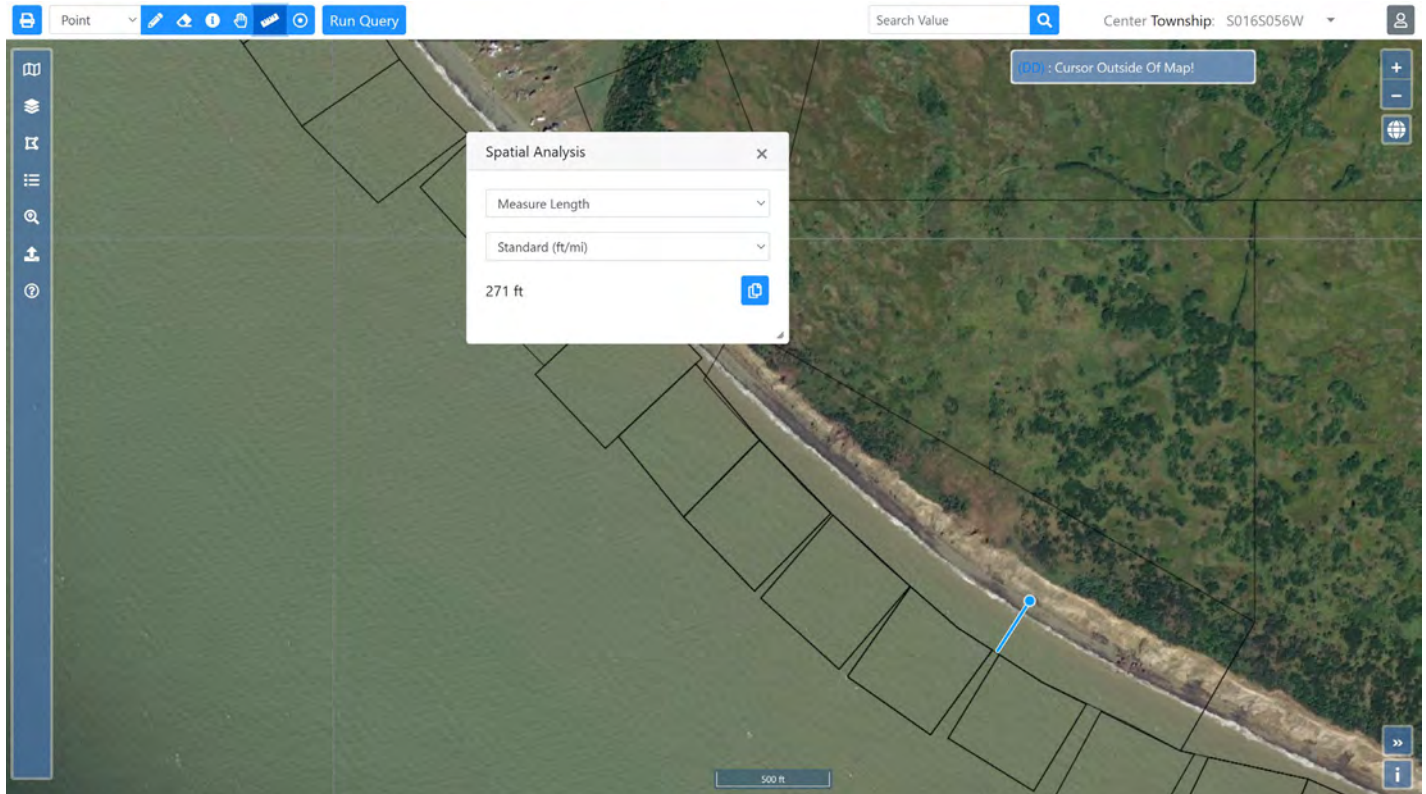 Point
Run Query
Search Value
Center Township: S016S056W
(DD) : Cursor Outside Of Map!
Spatial Analysis
Measure Length
Standard (ft/mi)
271 ft
500 ft